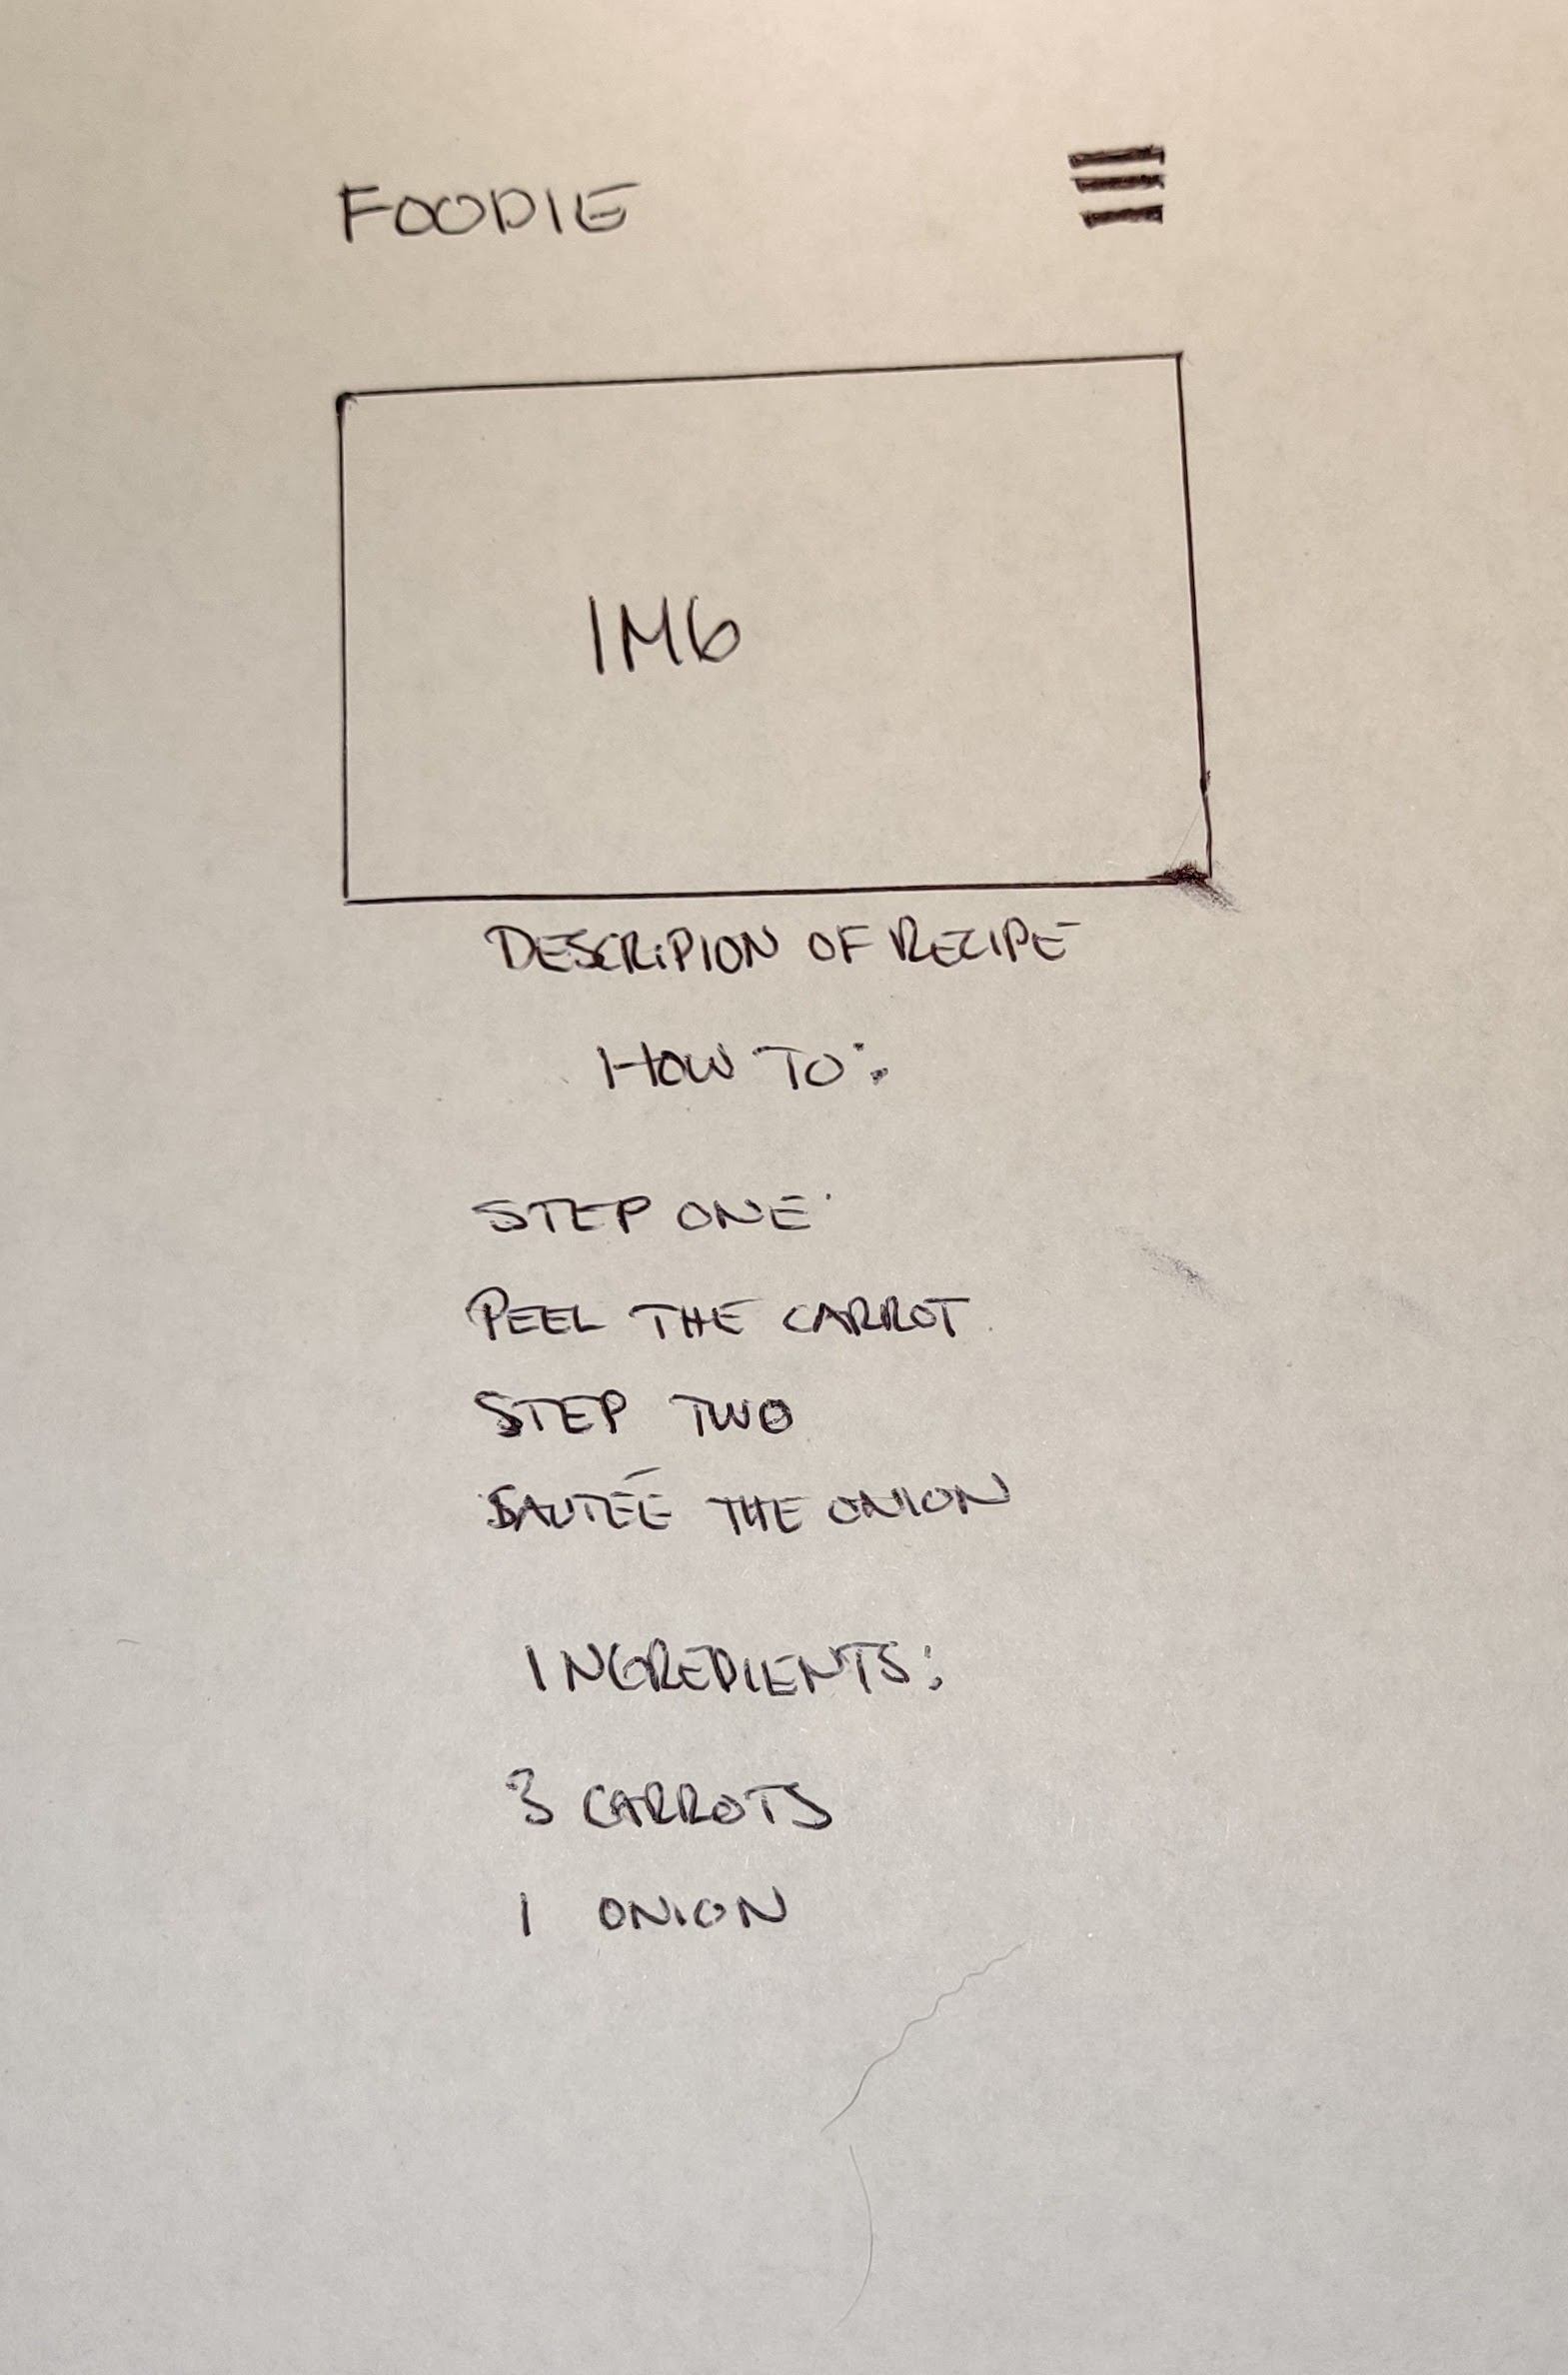 FOODIE
IMG
DESCRIPION OF RECIPE
HOW TO:
STEP ONE
PEEL THE CARROT
STEP TWO
SAUTÉE THE ONION
INGREDIENTS:
3 CARROTS
1 ONION